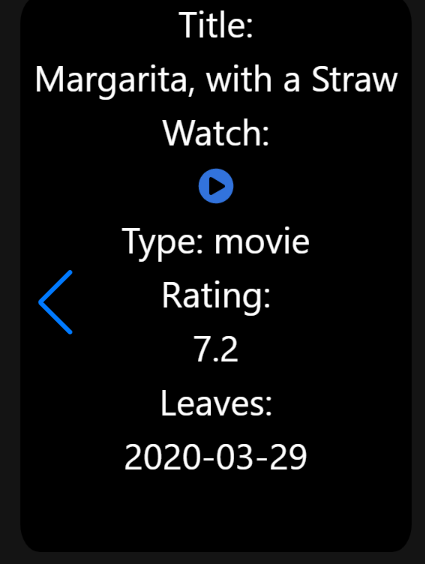 Title:
Margarita, with a Straw
Watch:
Type: movie
Rating:
7.2
Leaves:
2020-03-29